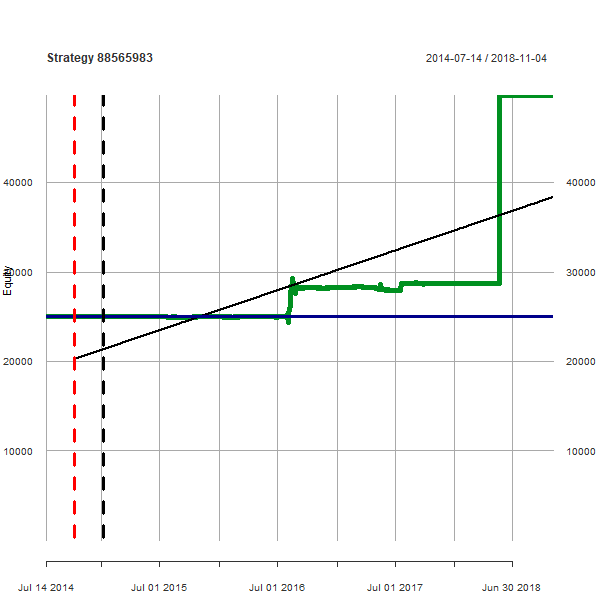 Strategy 88565983
2014-07-14 / 2018-11-04
40000
40000
Equity
30000
30000
20000
20000
10000
10000
Jul 14 2014
Jul 01 2015
Jul 01 2016
Jul 01 2017
Jun 30 2018